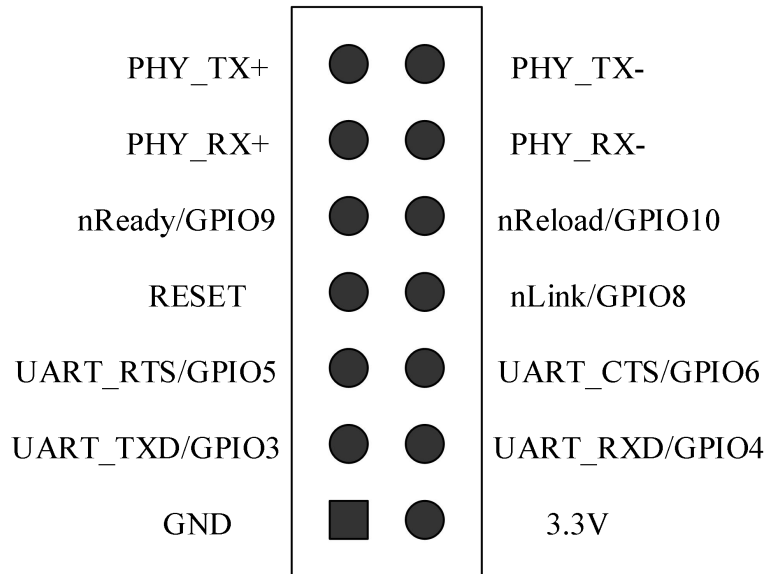 PHY_TX+ PHY_TX-
PHY_RX+ PHY_RX-
nReady/GPIO9 nReload/GPIO10
RESET nLink/GPIO8
UART_RTS/GPIO5 UART_CTS/GPIO6
UART_TXD/GPIO3 UART_RXD/GPIO4
GND 3.3V